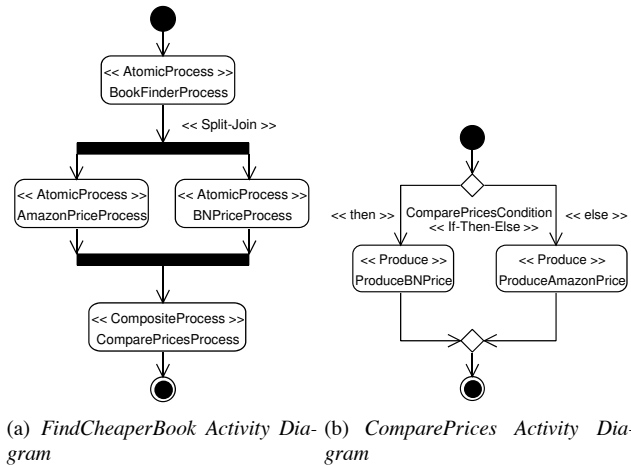 << AtomicProcess >>
BookFinderProcess
<< Split-Join >>
<< AtomicProcess >>
AmazonPriceProcess
<< AtomicProcess >>
BNPriceProcess
<< CompositeProcess >>
ComparePricesProcess
<< then >>
ComparePricesCondition
<< If-Then-Else >>
<< else >>
<< Produce >>
ProduceBNPrice
<< Produce >>
ProduceAmazonPrice
(a) FindCheaperBook Activity Dia-
gram
(b) ComparePrices Activity Dia-
gram